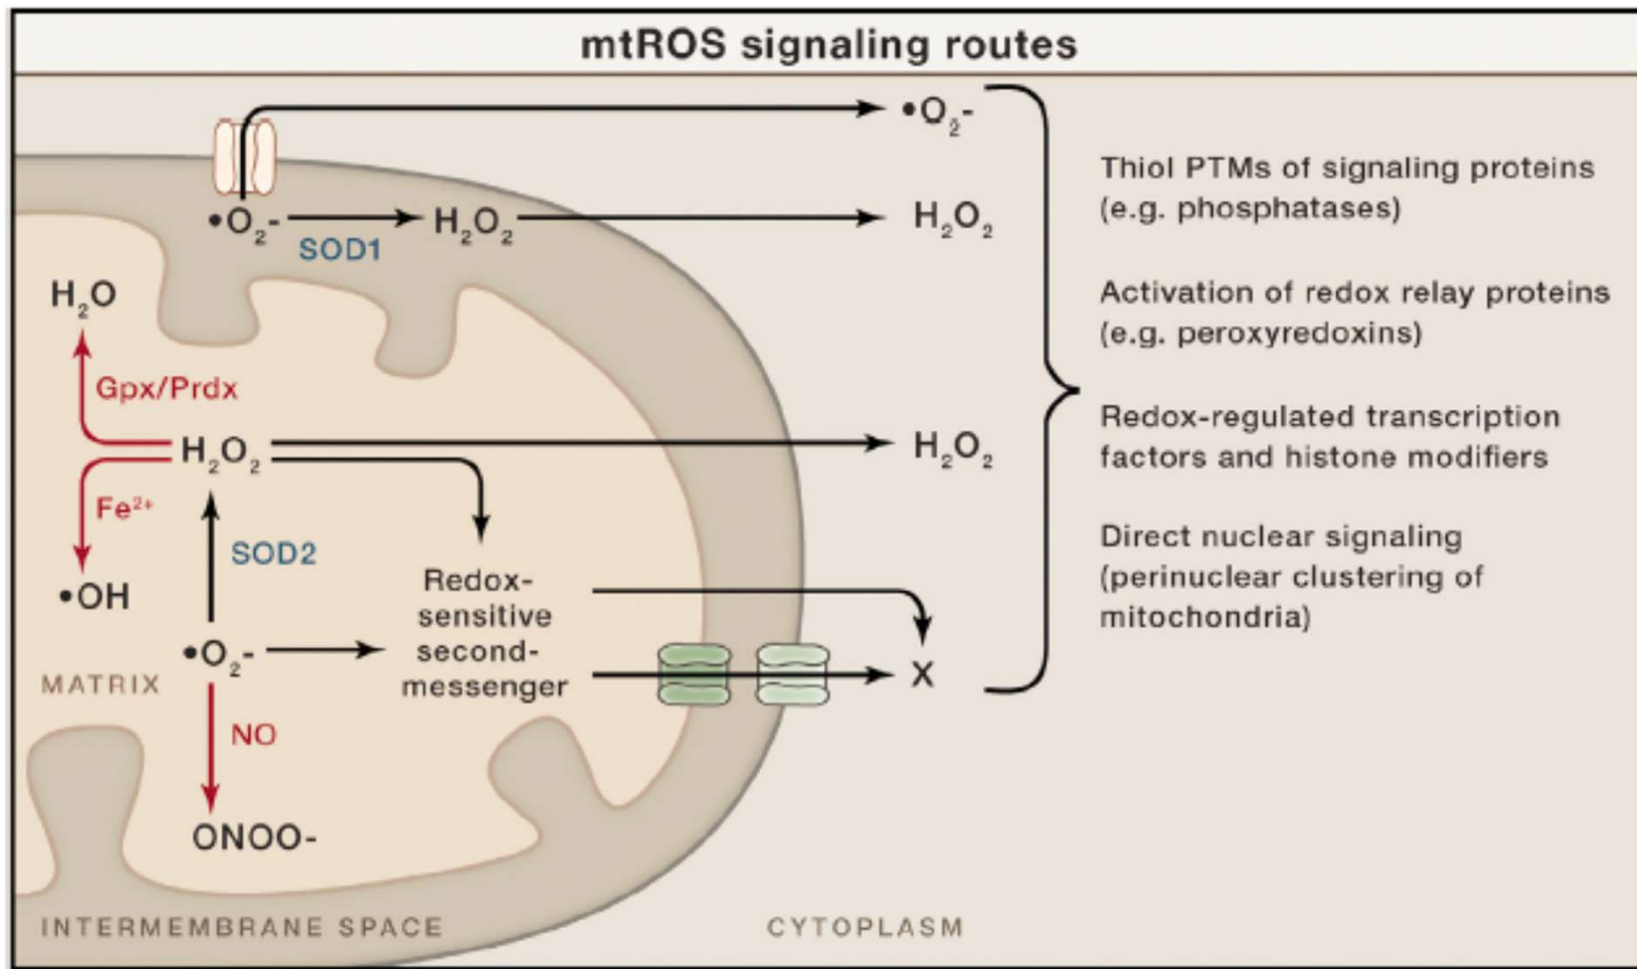 mtROS signaling routes
•O₂-
•O₂- H₂O₂ H₂O₂
SOD1
H₂O
Gpx/Prdx
H₂O₂ H₂O₂
Fe²⁺
SOD2
•OH
•O₂-
Redox-
sensitive
second-
messenger
X
MATRIX
NO
ONOO-
INTERMEMBRANE SPACE
CYTOPLASM
Thiol PTMs of signaling proteins
(e.g. phosphatases)
Activation of redox relay proteins
(e.g. peroxyredoxins)
Redox-regulated transcription
factors and histone modifiers
Direct nuclear signaling
(perinuclear clustering of
mitochondria)